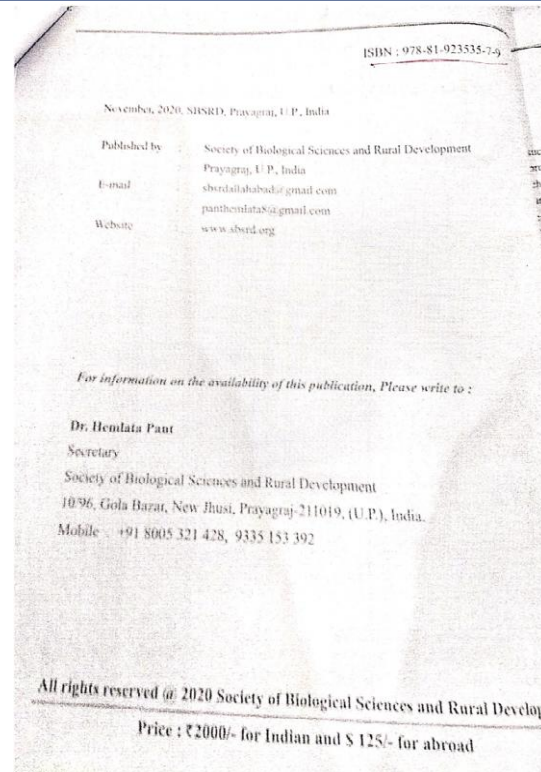 ISBN : 978-81-923535-7-9
November, 2020, SBSRD, Prayagraj, U.P., India
Published by : Society of Biological Sciences and Rural Development
Prayagraj, U.P., India
E-mail : sbsrdallahabad@gmail.com
panthemlata8@gmail.com
Website www.sbsrd.org
For information on the availability of this publication, Please write to :
Dr. Hemlata Pant
Secretary
Society of Biological Sciences and Rural Development
10/96, Gola Bazar, New Jhusi, Prayagraj-211019, (U.P.), India.
Mobile : +91 8005 321 428, 9335 153 392
All rights reserved @ 2020 Society of Biological Sciences and Rural Develop
Price : ₹2000/- for Indian and $ 125/- for abroad